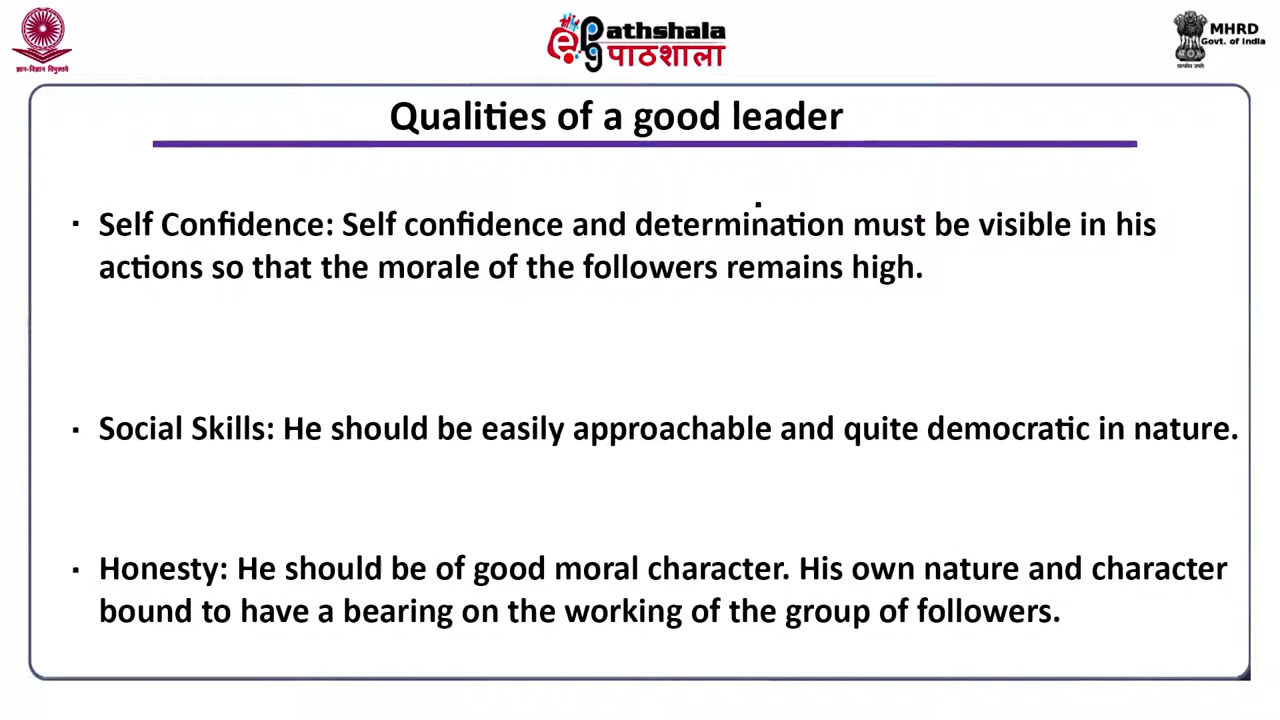 ज्ञान-विज्ञान विमुक्तये
ePathshala
पाठशाला
MHRD
Govt. of India
Qualities of a good leader
· Self Confidence: Self confidence and determination must be visible in his
actions so that the morale of the followers remains high.
· Social Skills: He should be easily approachable and quite democratic in nature.
· Honesty: He should be of good moral character. His own nature and character
bound to have a bearing on the working of the group of followers.